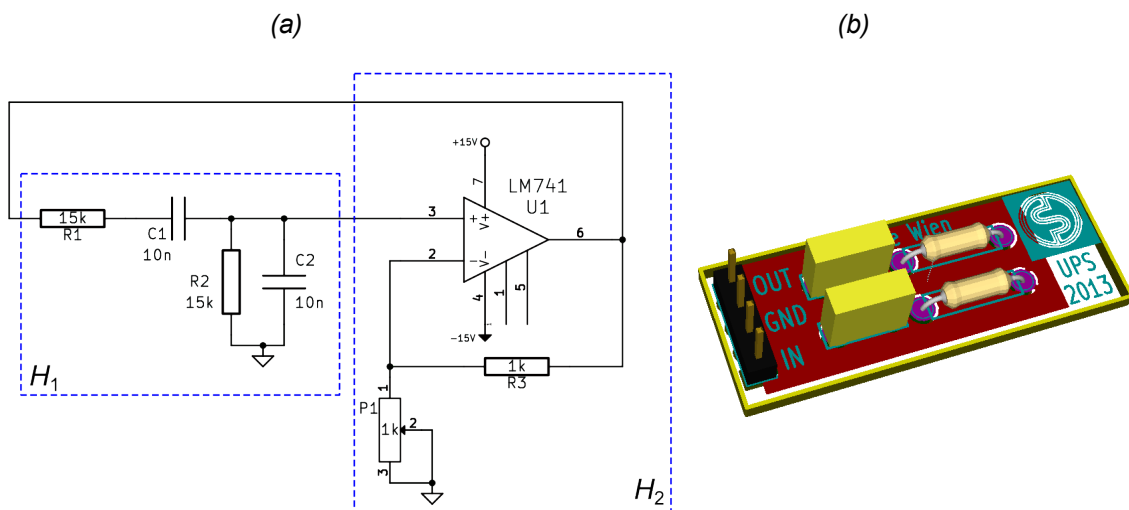 (a)
(b)
+15V
7
LM741
U1
3
+
V+
6
2
−
V−
4
1
5
−15V
15k
R1
C1
10n
R2
15k
C2
10n
H1
1k
R3
1
P1
1k
2
3
H2
e Wien
OUT
GND
IN
UPS
2013